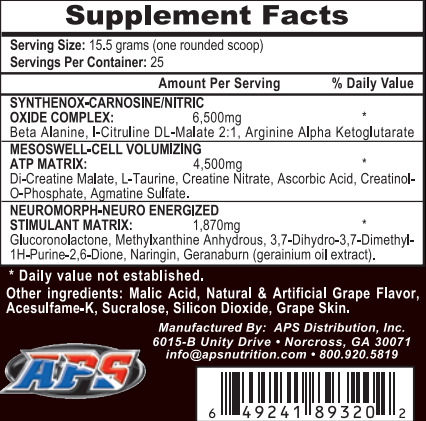 Supplement Facts
Serving Size: 15.5 grams (one rounded scoop)
Servings Per Container: 25
Amount Per Serving % Daily Value
SYNTHENOX-CARNOSINE/NITRIC
OXIDE COMPLEX: 6,500mg *
Beta Alanine, l-Citruline DL-Malate 2:1, Arginine Alpha Ketoglutarate
MESOSWELL-CELL VOLUMIZING
ATP MATRIX: 4,500mg *
Di-Creatine Malate, L-Taurine, Creatine Nitrate, Ascorbic Acid, Creatinol-
O-Phosphate, Agmatine Sulfate.
NEUROMORPH-NEURO ENERGIZED
STIMULANT MATRIX: 1,870mg *
Glucoronolactone, Methylxanthine Anhydrous, 3,7-Dihydro-3,7-Dimethyl-
1H-Purine-2,6-Dione, Naringin, Geranaburn (gerainium oil extract).
* Daily value not established.
Other ingredients: Malic Acid, Natural & Artificial Grape Flavor,
Acesulfame-K, Sucralose, Silicon Dioxide, Grape Skin.
Manufactured By: APS Distribution, Inc.
6015-B Unity Drive • Norcross, GA 30071
info@apsnutrition.com • 800.920.5819
APS
6 49241 89320 2